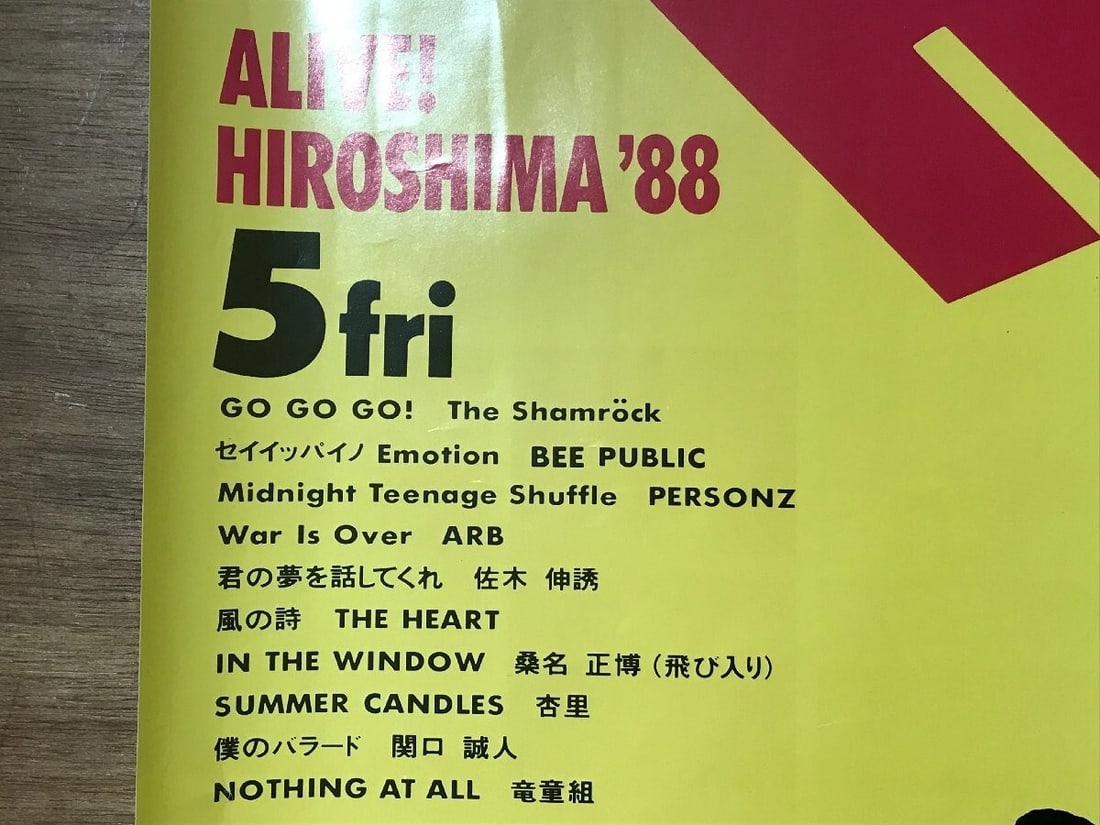 ALIVE!
HIROSHIMA '88
5 fri
GO GO GO! The Shamröck
セイイッパイノ Emotion BEE PUBLIC
Midnight Teenage Shuffle PERSONZ
War Is Over ARB
君の夢を話してくれ 佐木 伸誘
風の詩 THE HEART
IN THE WINDOW 桑名 正博（飛び入り）
SUMMER CANDLES 杏里
僕のバラード 関口 誠人
NOTHING AT ALL 竜童組